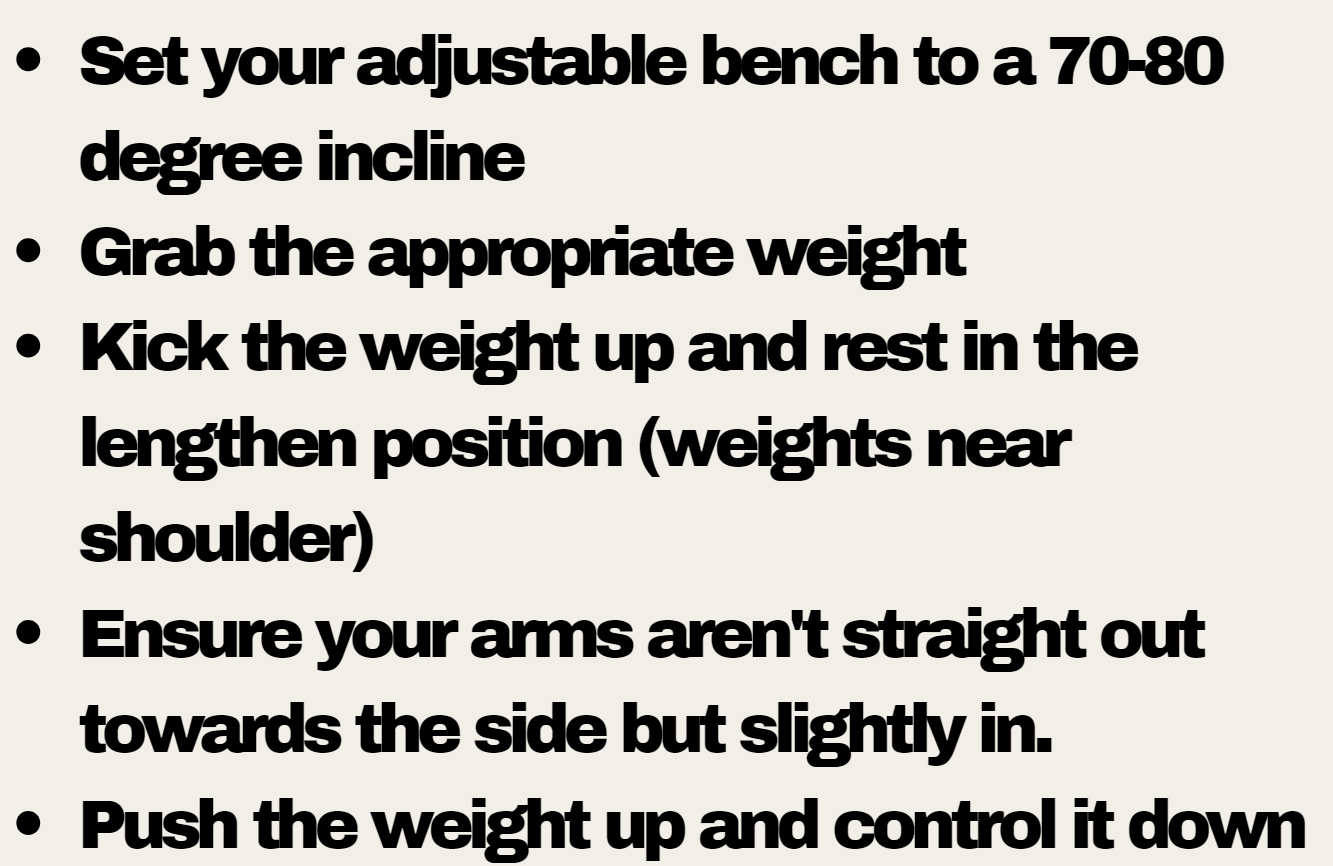 • Set your adjustable bench to a 70-80
degree incline
• Grab the appropriate weight
• Kick the weight up and rest in the
lengthen position (weights near
shoulder)
• Ensure your arms aren't straight out
towards the side but slightly in.
• Push the weight up and control it down